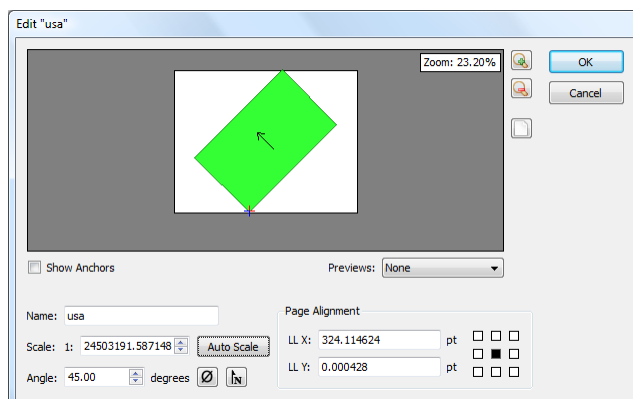 Edit "usa"
Zoom: 23.20%
OK
Cancel
Show Anchors
Previews: None
Name: usa
Page Alignment
Scale: 1: 24503191.587148 Auto Scale
LL X: 324.114624 pt
Angle: 45.00 degrees Ø N
LL Y: 0.000428 pt